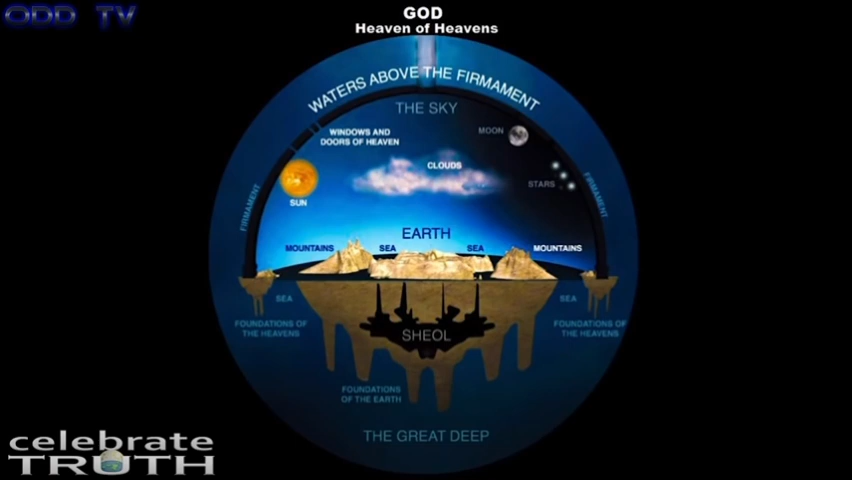 ODD TV
GOD
Heaven of Heavens
WATERS ABOVE THE FIRMAMENT
THE SKY
WINDOWS AND
DOORS OF HEAVEN
MOON
CLOUDS
STARS
SUN
FIRMAMENT
FIRMAMENT
EARTH
MOUNTAINS
SEA
SEA
MOUNTAINS
SEA
SEA
FOUNDATIONS OF
THE HEAVENS
FOUNDATIONS OF
THE HEAVENS
SHEOL
FOUNDATIONS
OF THE EARTH
THE GREAT DEEP
celebrate
TRUTH